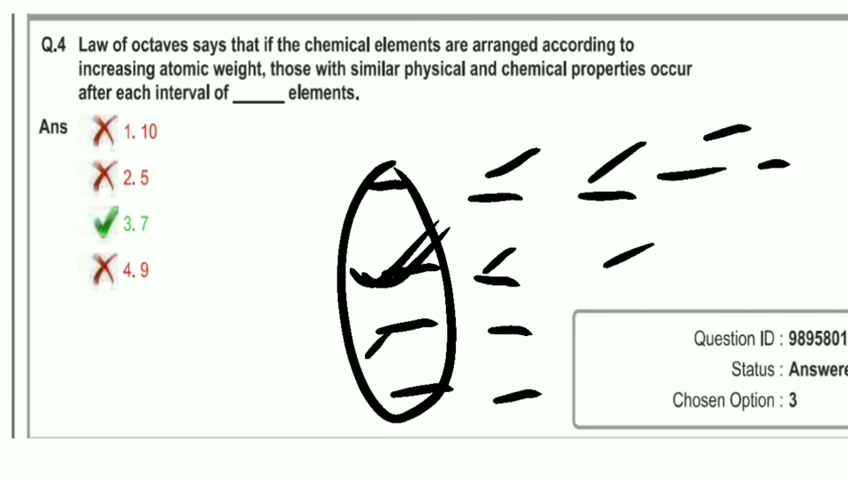 Q.4 Law of octaves says that if the chemical elements are arranged according to
increasing atomic weight, those with similar physical and chemical properties occur
after each interval of ______ elements.
Ans 1. 10
2. 5
3. 7
4. 9
Question ID : 9895801
Status : Answere
Chosen Option : 3